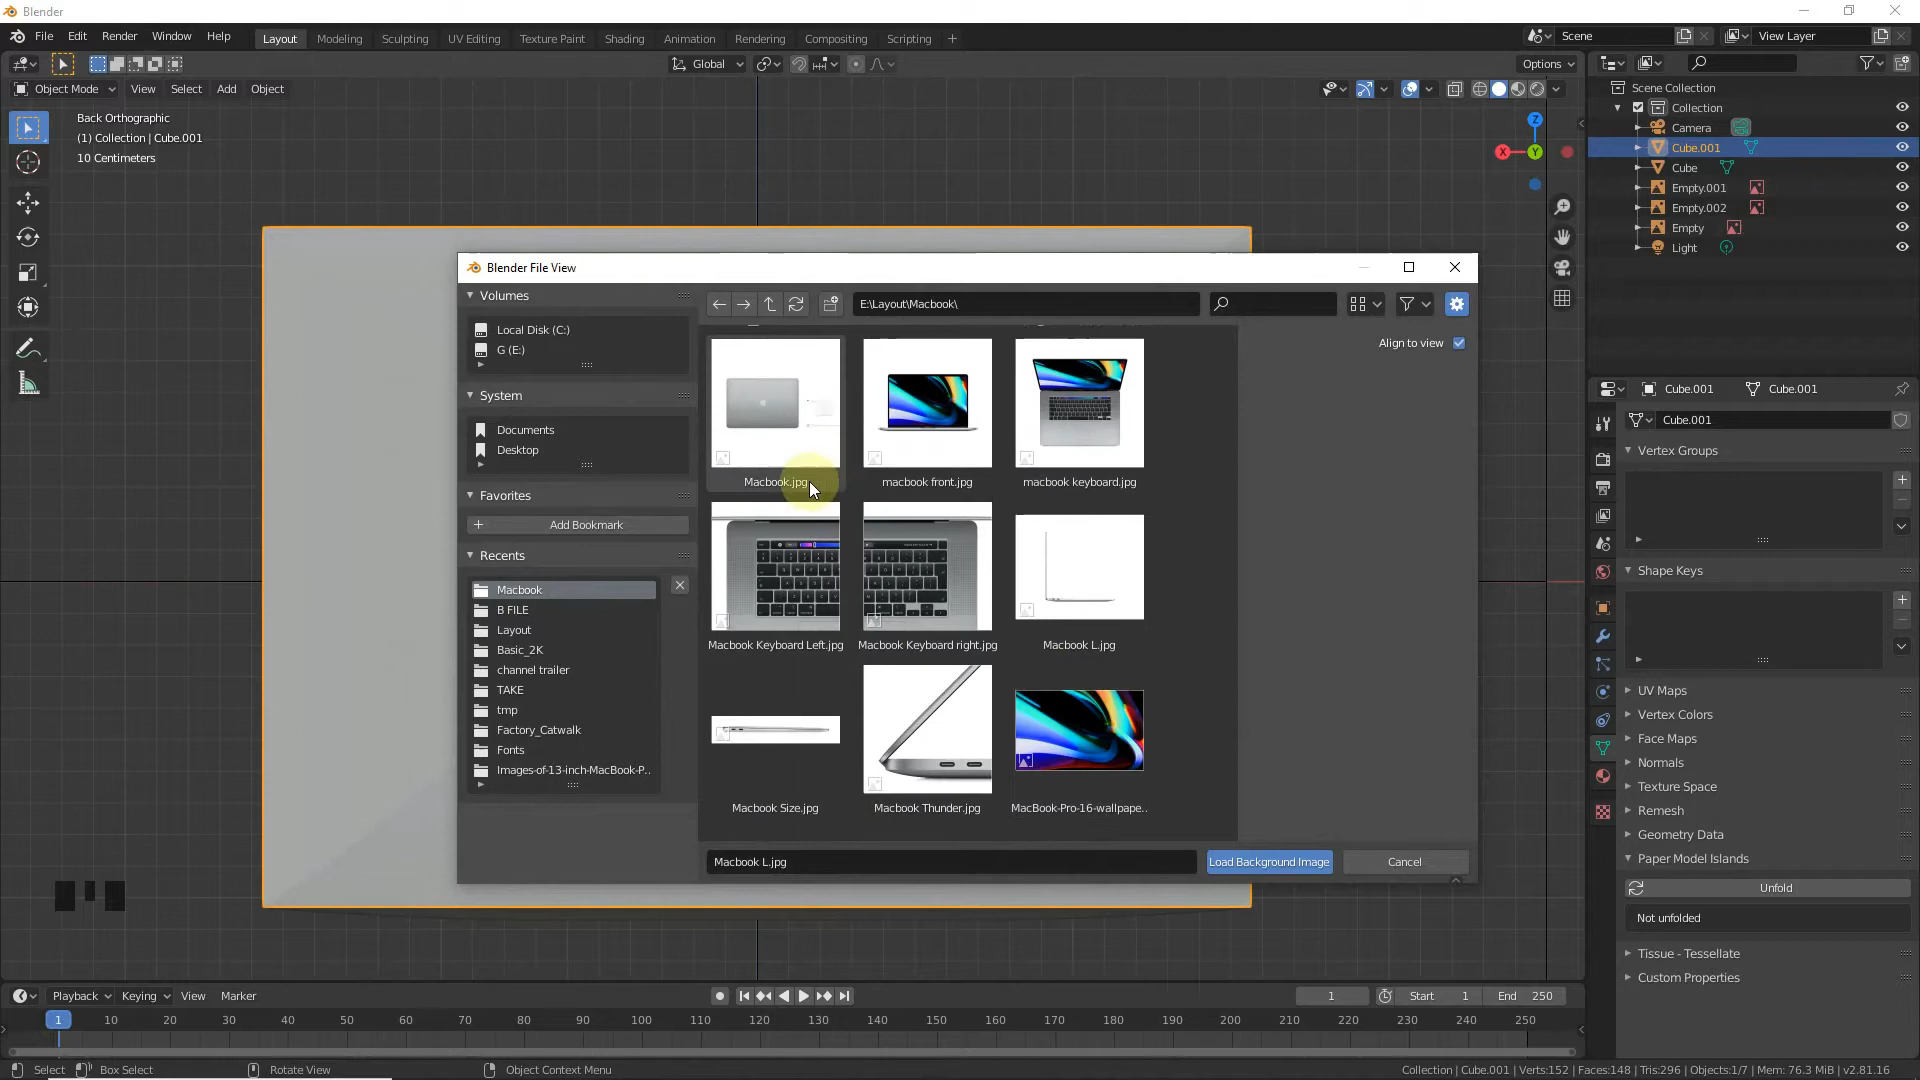 Blender
File Edit Render Window Help
Layout Modeling Sculpting UV Editing Texture Paint Shading Animation Rendering Compositing Scripting +
Scene View Layer
Global Options
Object Mode View Select Add Object
Back Orthographic
(1) Collection | Cube.001
10 Centimeters
Z
X Y
Scene Collection
Collection
Camera
Cube.001
Cube
Empty.001
Empty.002
Empty
Light
Blender File View
Volumes
Local Disk (C:)
G (E:)
System
Documents
Desktop
Favorites
Add Bookmark
Recents
Macbook
B FILE
Layout
Basic_2K
channel trailer
TAKE
tmp
Factory_Catwalk
Fonts
Images-of-13-inch-MacBook-P..
E:\Layout\Macbook\
Align to view
Macbook.jpg macbook front.jpg macbook keyboard.jpg
Macbook Keyboard Left.jpg Macbook Keyboard right.jpg Macbook L.jpg
Macbook Size.jpg Macbook Thunder.jpg MacBook-Pro-16-wallpape..
Macbook L.jpg Load Background Image Cancel
Cube.001 Cube.001
Cube.001
Vertex Groups
Shape Keys
UV Maps
Vertex Colors
Face Maps
Normals
Texture Space
Remesh
Geometry Data
Paper Model Islands
Unfold
Not unfolded
Tissue - Tessellate
Custom Properties
Playback Keying View Marker 1 Start 1 End 250
1 10 20 30 40 50 60 70 80 90 100 110 120 130 140 150 160 170 180 190 200 210 220 230 240 250
Select Box Select Rotate View Object Context Menu Collection | Cube.001 | Verts:152 | Faces:148 | Tris:296 | Objects:1/7 | Mem: 76.3 MiB | v2.81.16